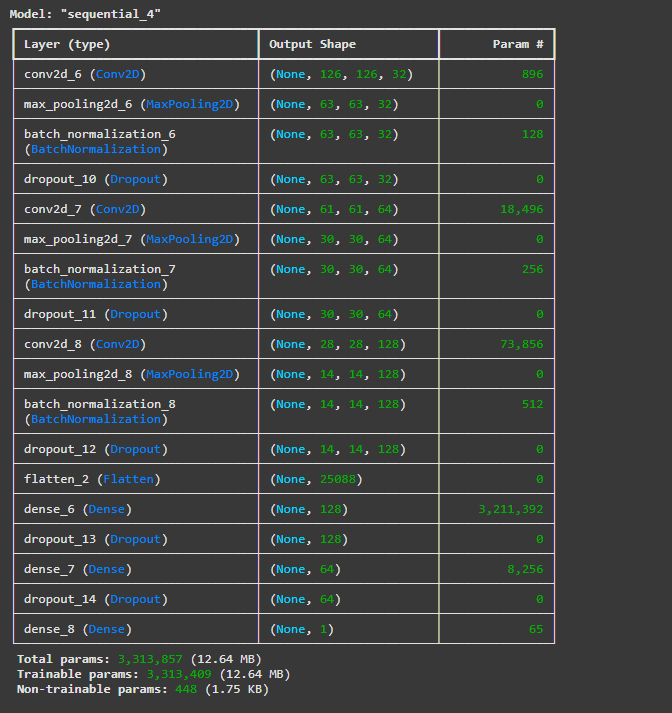 Model: "sequential_4"
Layer (type) Output Shape Param #
conv2d_6 (Conv2D) (None, 126, 126, 32) 896
max_pooling2d_6 (MaxPooling2D) (None, 63, 63, 32) 0
batch_normalization_6 (None, 63, 63, 32) 128
(BatchNormalization)
dropout_10 (Dropout) (None, 63, 63, 32) 0
conv2d_7 (Conv2D) (None, 61, 61, 64) 18,496
max_pooling2d_7 (MaxPooling2D) (None, 30, 30, 64) 0
batch_normalization_7 (None, 30, 30, 64) 256
(BatchNormalization)
dropout_11 (Dropout) (None, 30, 30, 64) 0
conv2d_8 (Conv2D) (None, 28, 28, 128) 73,856
max_pooling2d_8 (MaxPooling2D) (None, 14, 14, 128) 0
batch_normalization_8 (None, 14, 14, 128) 512
(BatchNormalization)
dropout_12 (Dropout) (None, 14, 14, 128) 0
flatten_2 (Flatten) (None, 25088) 0
dense_6 (Dense) (None, 128) 3,211,392
dropout_13 (Dropout) (None, 128) 0
dense_7 (Dense) (None, 64) 8,256
dropout_14 (Dropout) (None, 64) 0
dense_8 (Dense) (None, 1) 65
Total params: 3,313,857 (12.64 MB)
Trainable params: 3,313,409 (12.64 MB)
Non-trainable params: 448 (1.75 KB)